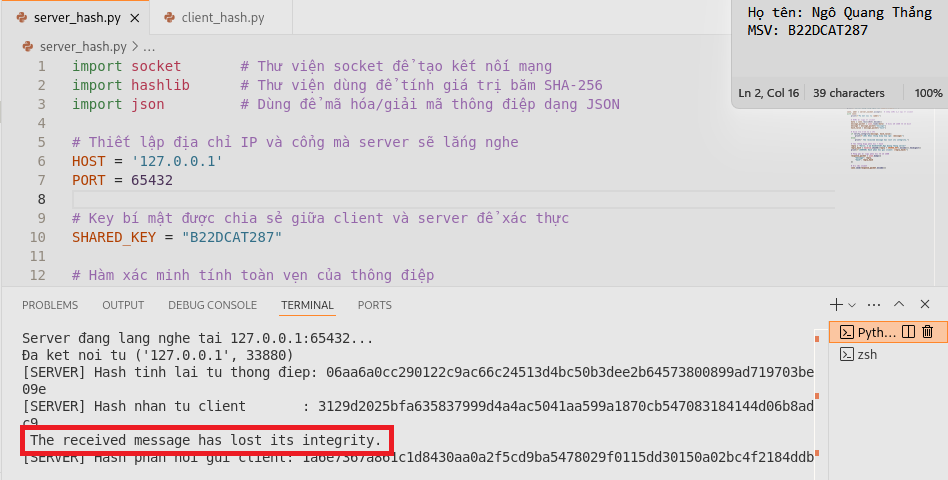 server_hash.py
client_hash.py
Họ tên: Ngô Quang Thắng
MSV: B22DCAT287
Ln 2, Col 16
39 characters
100%
server_hash.py > ...
1 import socket # Thư viện socket để tạo kết nối mạng
2 import hashlib # Thư viện dùng để tính giá trị băm SHA-256
3 import json # Dùng để mã hóa/giải mã thông điệp dạng JSON
4
5 # Thiết lập địa chỉ IP và cổng mà server sẽ lắng nghe
6 HOST = '127.0.0.1'
7 PORT = 65432
8
9 # Key bí mật được chia sẻ giữa client và server để xác thực
10 SHARED_KEY = "B22DCAT287"
11
12 # Hàm xác minh tính toàn vẹn của thông điệp
PROBLEMS OUTPUT DEBUG CONSOLE TERMINAL PORTS
Server đang lang nghe tai 127.0.0.1:65432...
Đa ket noi tu ('127.0.0.1', 33880)
[SERVER] Hash tinh lai tu thong điep: 06aa6a0cc290122c9ac66c24513d4bc50b3dee2b64573800899ad719703be
09e
[SERVER] Hash nhan tu client : 3129d2025bfa635837999d4a4ac5041aa599a1870cb547083184144d06b8ad
c9
The received message has lost its integrity.
[SERVER] Hash phan hoi gui client: 1a6e7367a861c1d8430aa0a2f5cd9ba5478029f0115dd30150a02bc4f2184ddb
Pyth...
zsh